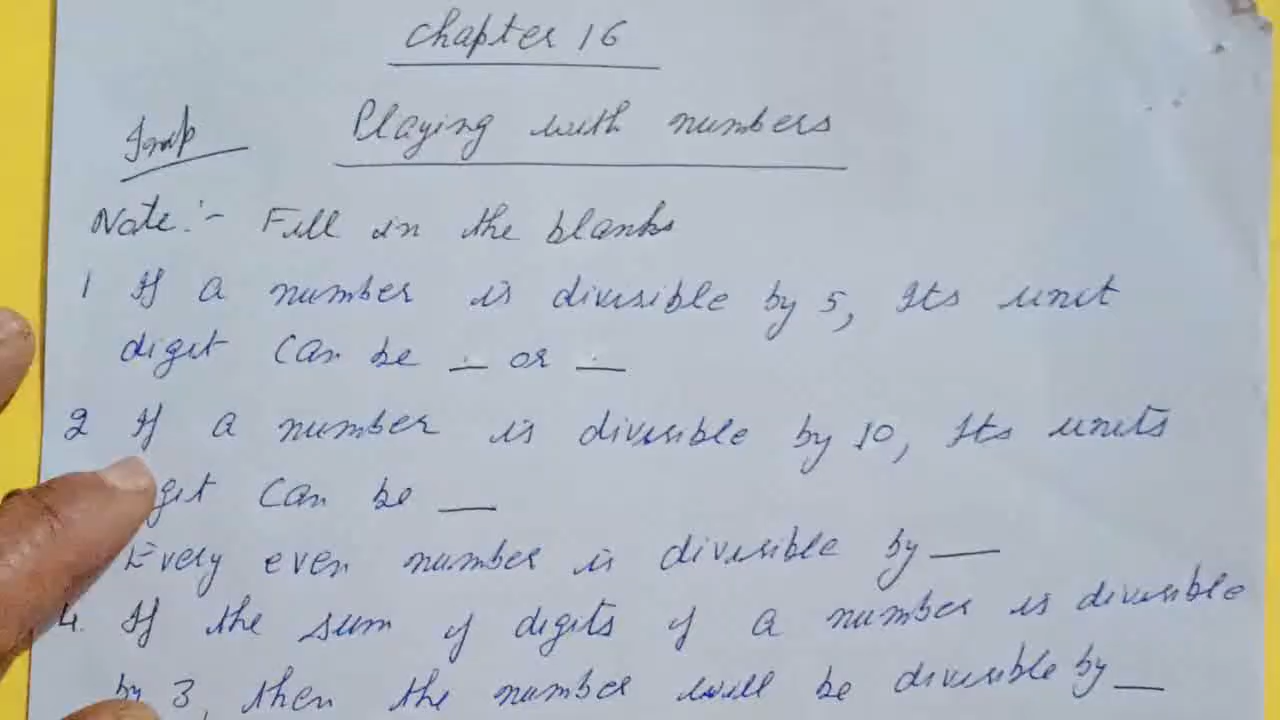 Chapter 16
Imp
Playing with numbers
Note:- Fill in the blanks
1 If a number is divisible by 5, Its unit
digit can be __ or __
2 If a number is divisible by 10, Its units
git can be __
Every even number is divisible by __
4. If the sum of digits of a number is divisible
by 3, then the number will be divisible by __